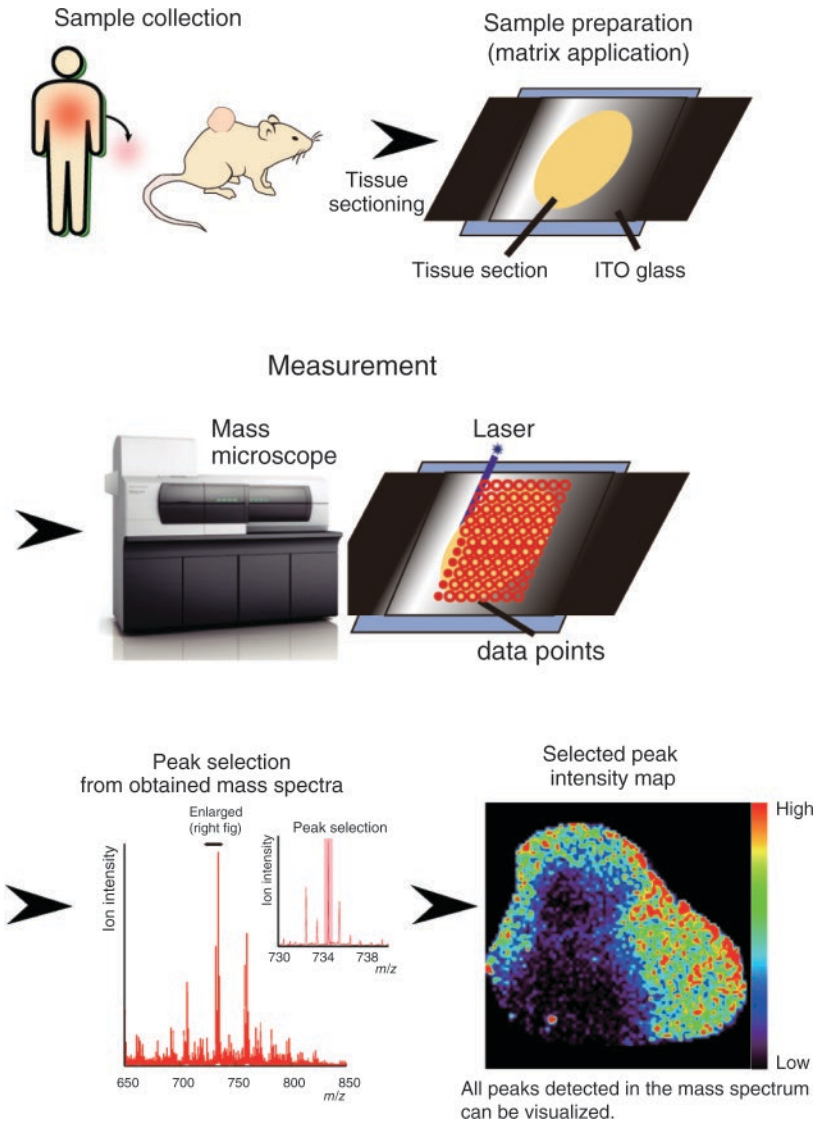 Sample collection
Sample preparation
(matrix application)
Tissue
sectioning
Tissue section
ITO glass
Measurement
Mass
microscope
Laser
data points
Peak selection
from obtained mass spectra
Enlarged
(right fig)
Peak selection
Ion intensity
Ion intensity
730 734 738
m/z
650 700 750 800 850
m/z
Selected peak
intensity map
High
Low
All peaks detected in the mass spectrum
can be visualized.